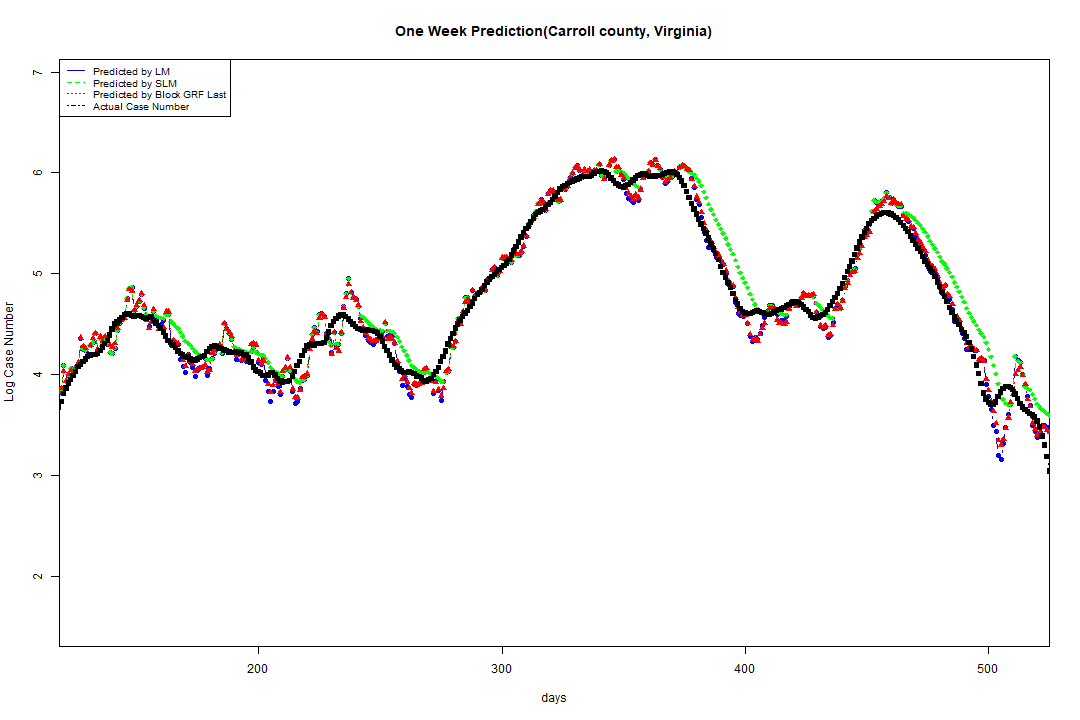 One Week Prediction(Carroll county, Virginia)
Predicted by LM
Predicted by SLM
Predicted by Block GRF Last
Actual Case Number
Log Case Number
7
6
5
4
3
2
200 300 400 500
days